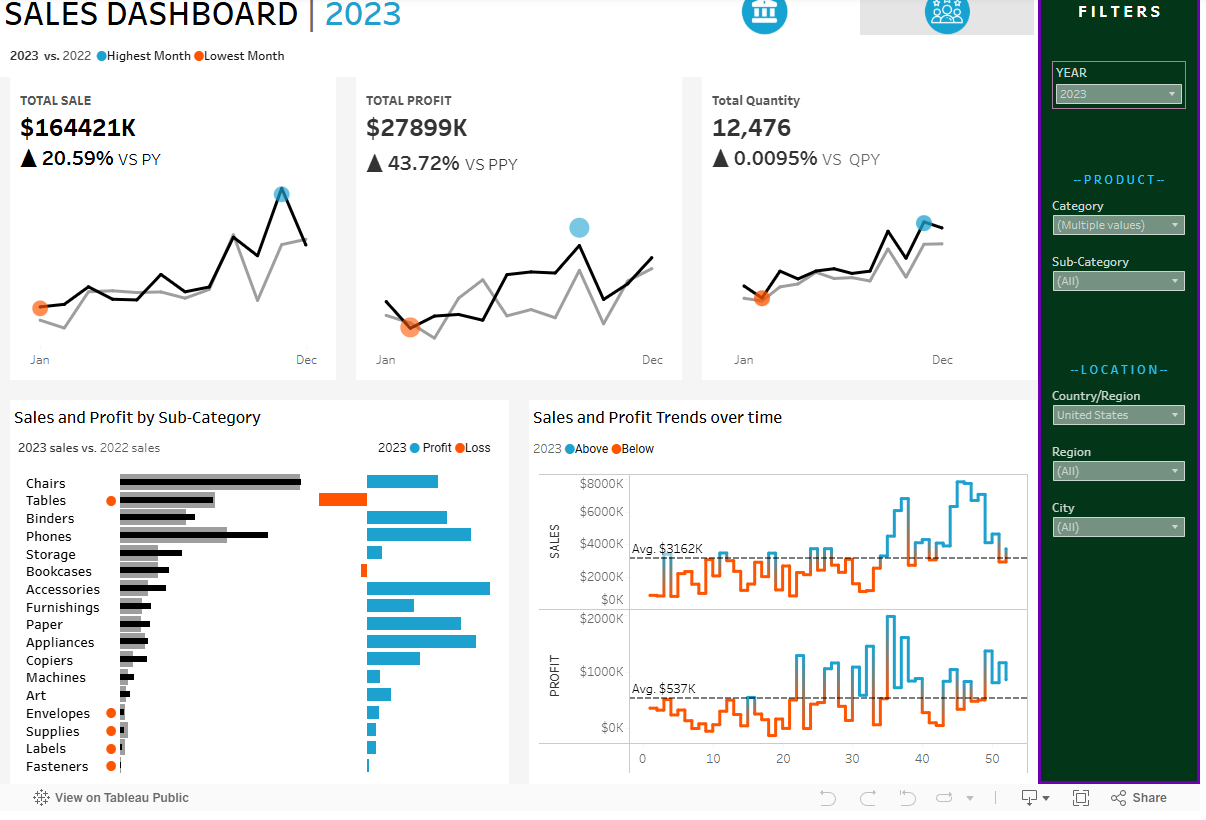 SALES DASHBOARD | 2023
2023 vs. 2022 Highest Month Lowest Month
TOTAL SALE
$164421K
▲ 20.59% VS PY
Jan Dec
TOTAL PROFIT
$27899K
▲ 43.72% VS PPY
Jan Dec
Total Quantity
12,476
▲ 0.0095% VS QPY
Jan Dec
Sales and Profit by Sub-Category
2023 sales vs. 2022 sales
2023 Profit Loss
Chairs
Tables
Binders
Phones
Storage
Bookcases
Accessories
Furnishings
Paper
Appliances
Copiers
Machines
Art
Envelopes
Supplies
Labels
Fasteners
Sales and Profit Trends over time
2023 Above Below
SALES
$8000K
$6000K
$4000K
$2000K
$0K
Avg. $3162K
PROFIT
$2000K
$1000K
$0K
Avg. $537K
0 10 20 30 40 50
FILTERS
YEAR
2023
--PRODUCT--
Category
(Multiple values)
Sub-Category
(All)
--LOCATION--
Country/Region
United States
Region
(All)
City
(All)
View on Tableau Public
Share